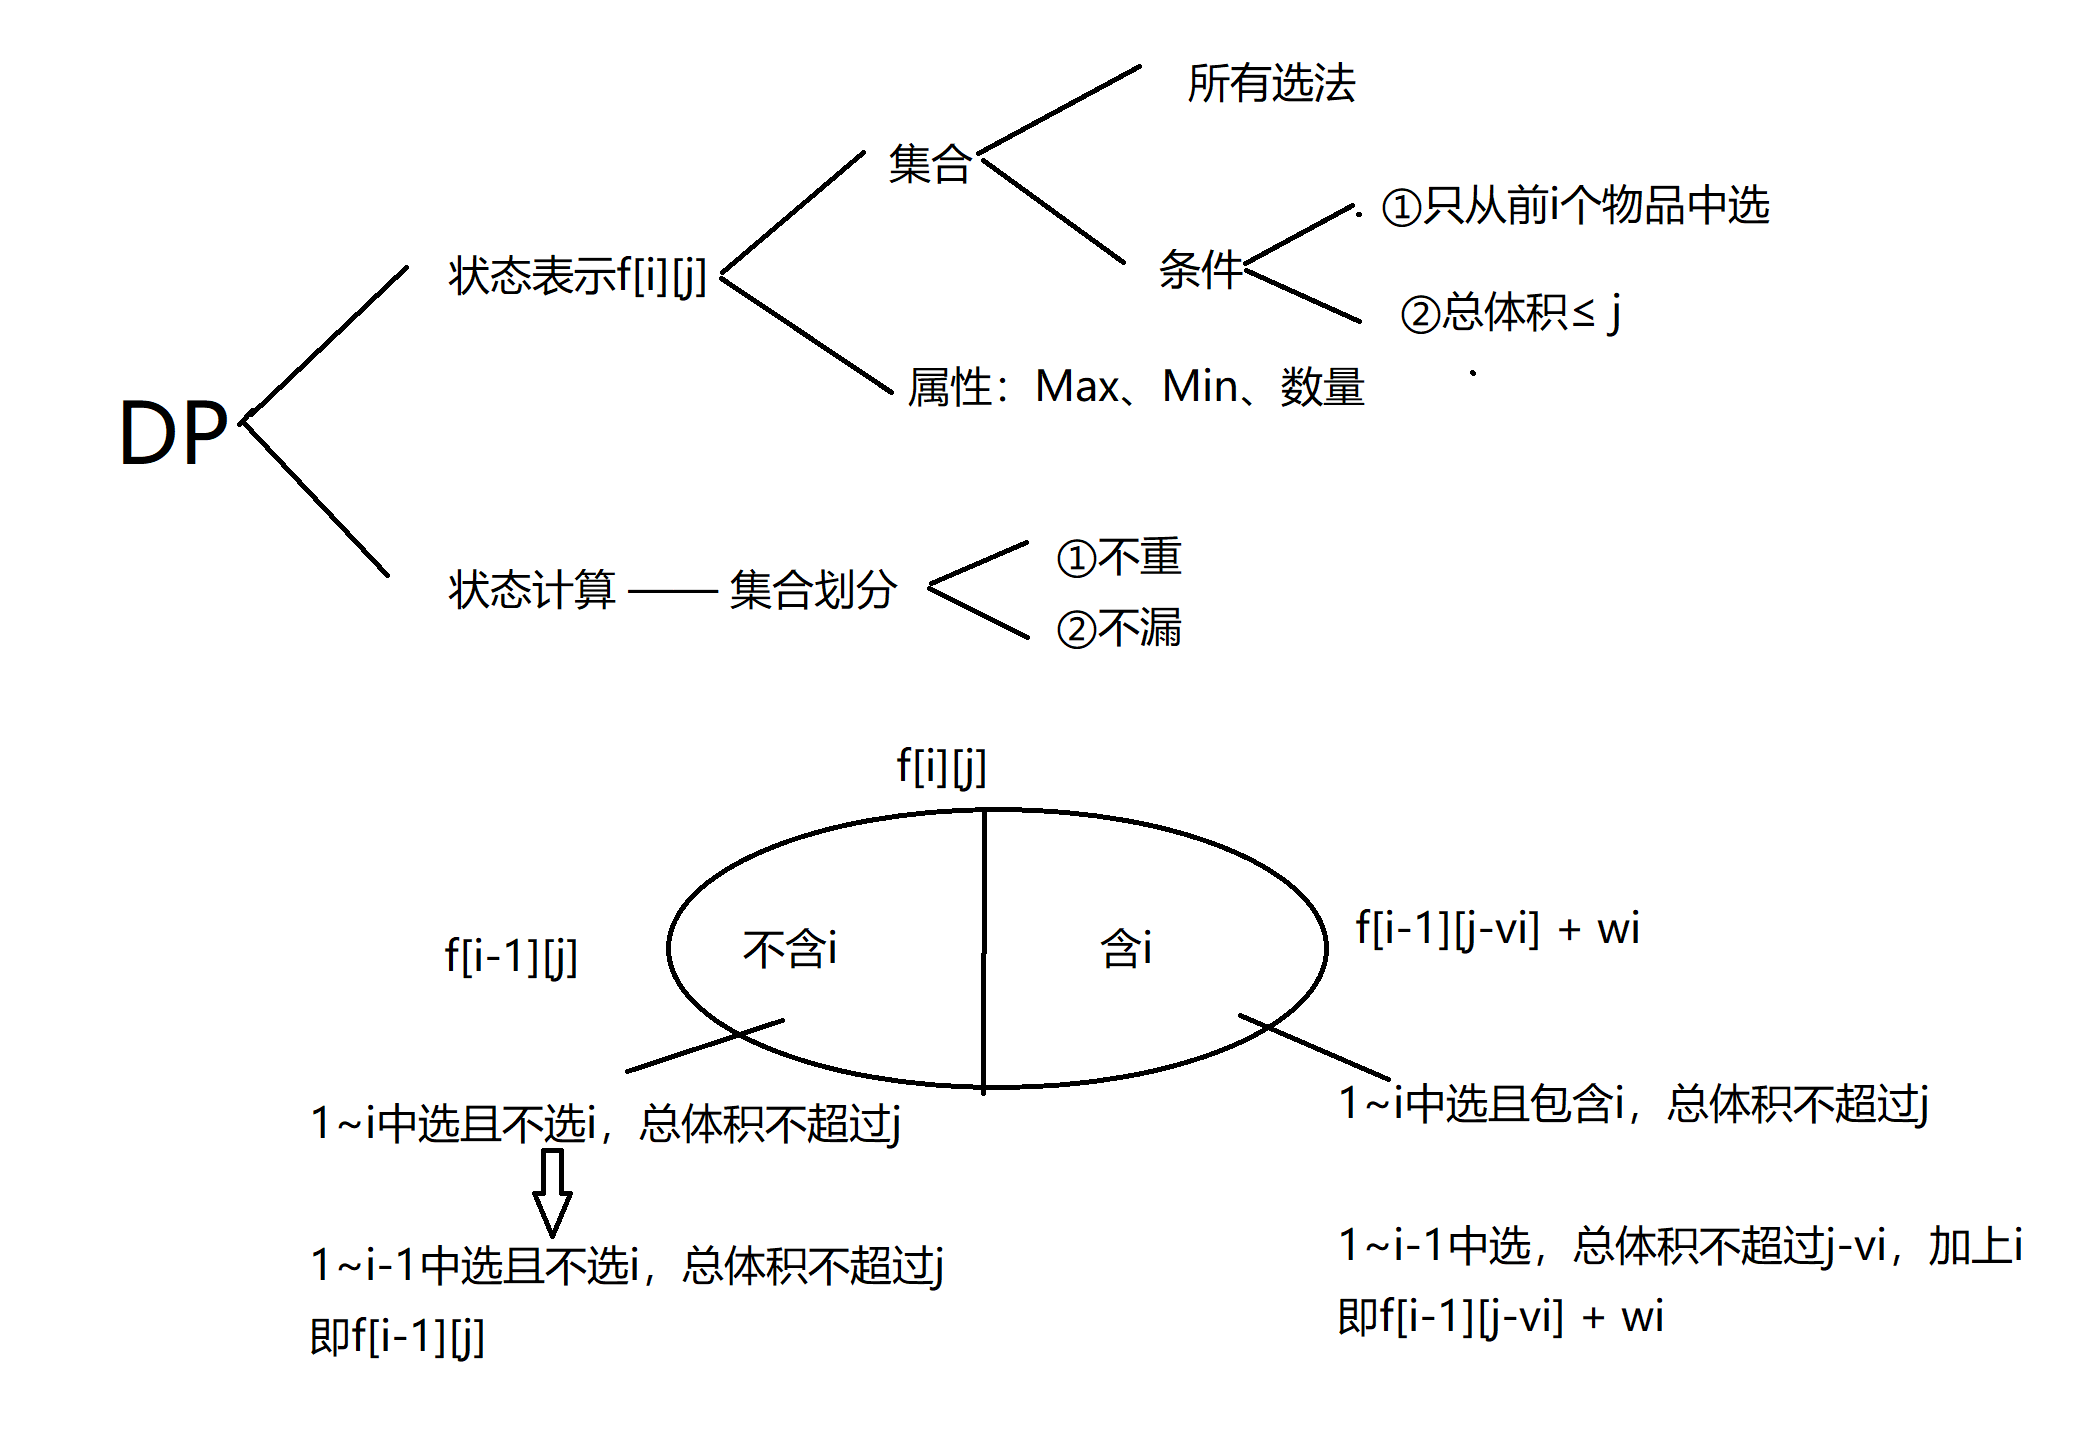 所有选法
集合
①只从前i个物品中选
条件
状态表示f[i][j]
②总体积≤ j
属性：Max、Min、数量
DP
①不重
状态计算 —— 集合划分
②不漏
f[i][j]
f[i-1][j]
不含i
含i
f[i-1][j-vi] + wi
1~i中选且不选i，总体积不超过j
1~i-1中选且不选i，总体积不超过j
即f[i-1][j]
1~i中选且包含i，总体积不超过j
1~i-1中选，总体积不超过j-vi，加上i
即f[i-1][j-vi] + wi